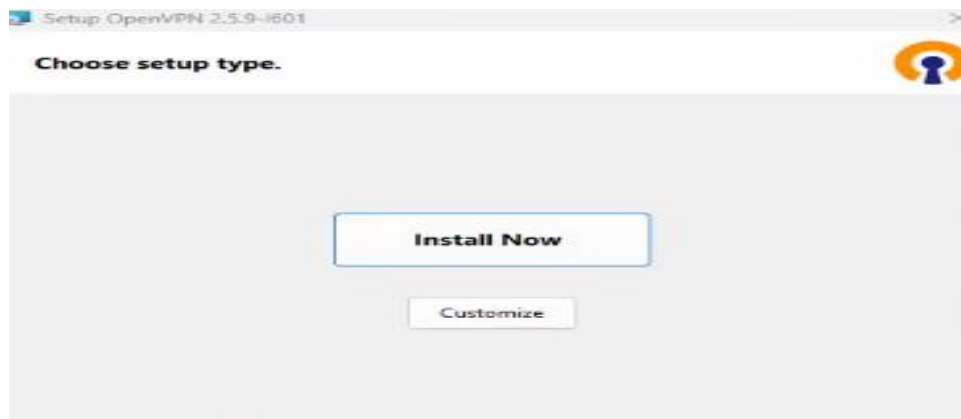 Setup OpenVPN 2.5.9-I601
Choose setup type.
Install Now
Customize